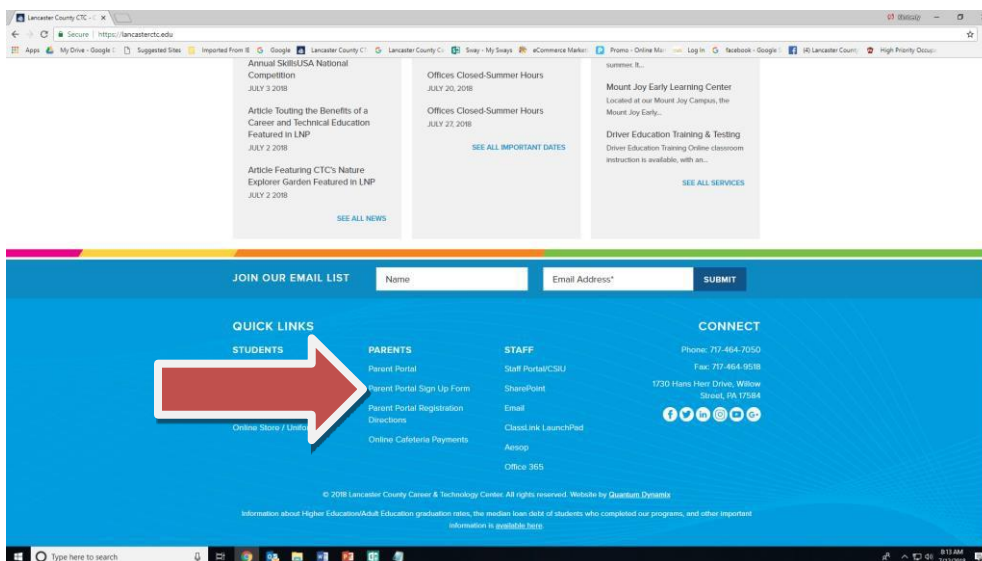 Lancaster County CTC - C
Secure | https://lancasterctc.edu
Apps My Drive - Google Suggested Sites Imported From IE Google Lancaster County CT Lancaster County Ca Sway - My Sways eCommerce Market Promo - Online Mar Log In facebook - Google S (4) Lancaster County High Priority Occup
Annual SkillsUSA National
Competition
JULY 3 2018
Article Touting the Benefits of a
Career and Technical Education
Featured in LNP
JULY 2 2018
Article Featuring CTC's Nature
Explorer Garden Featured in LNP
JULY 2 2018
SEE ALL NEWS
Offices Closed-Summer Hours
JULY 20, 2018
Offices Closed-Summer Hours
JULY 27, 2018
SEE ALL IMPORTANT DATES
summer. It...
Mount Joy Early Learning Center
Located at our Mount Joy Campus, the
Mount Joy Early...
Driver Education Training & Testing
Driver Education Training Online classroom
instruction is available, with an...
SEE ALL SERVICES
JOIN OUR EMAIL LIST
Name
Email Address*
SUBMIT
QUICK LINKS
STUDENTS
Online Store / Unifo
PARENTS
Parent Portal
Parent Portal Sign Up Form
Parent Portal Registration
Directions
Online Cafeteria Payments
STAFF
Staff Portal/CSIU
SharePoint
Email
ClassLink LaunchPad
Aesop
Office 365
CONNECT
Phone: 717-464-7050
Fax: 717-464-9518
1730 Hans Herr Drive, Willow
Street, PA 17584
© 2018 Lancaster County Career & Technology Center. All rights reserved. Website by Quantum Dynamix
Information about Higher Education/Adult Education graduation rates, the median loan debt of students who completed our programs, and other important
information is available here.
Type here to search
8:13 AM